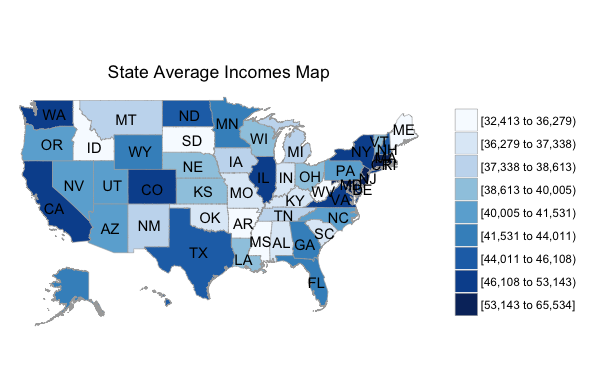 State Average Incomes Map
WA
MT
ND
MN
ME
OR
ID
SD
WI
MI
NY
VT
NH
WY
IA
NE
PA
NJ
NV
UT
CO
KS
MO
IL
IN
OH
WV
VA
DE
CA
KY
AZ
NM
OK
AR
TN
NC
SC
TX
LA
MS
AL
GA
FL
[32,413 to 36,279)
[36,279 to 37,338)
[37,338 to 38,613)
[38,613 to 40,005)
[40,005 to 41,531)
[41,531 to 44,011)
[44,011 to 46,108)
[46,108 to 53,143)
[53,143 to 65,534]